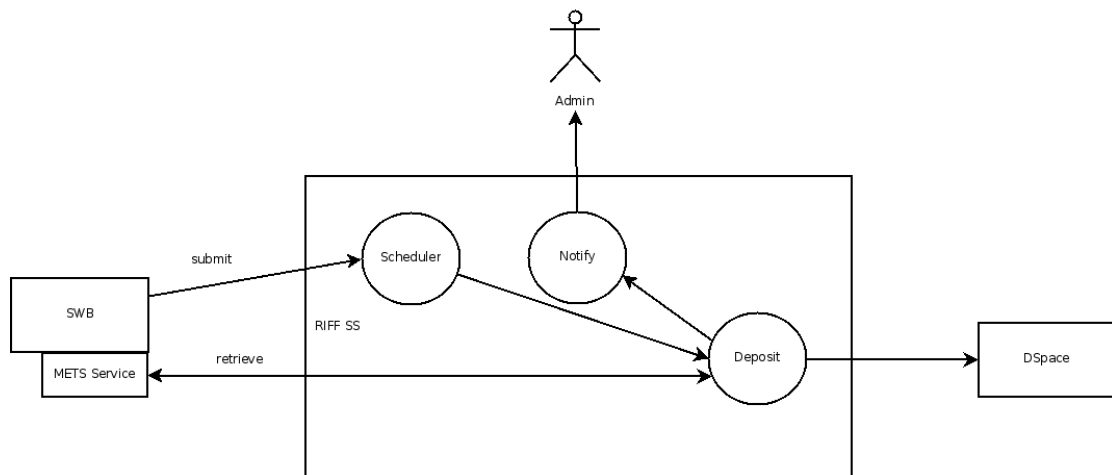 Admin
submit
Scheduler
Notify
SWB
RIFF SS
retrieve
METS Service
Deposit
DSpace